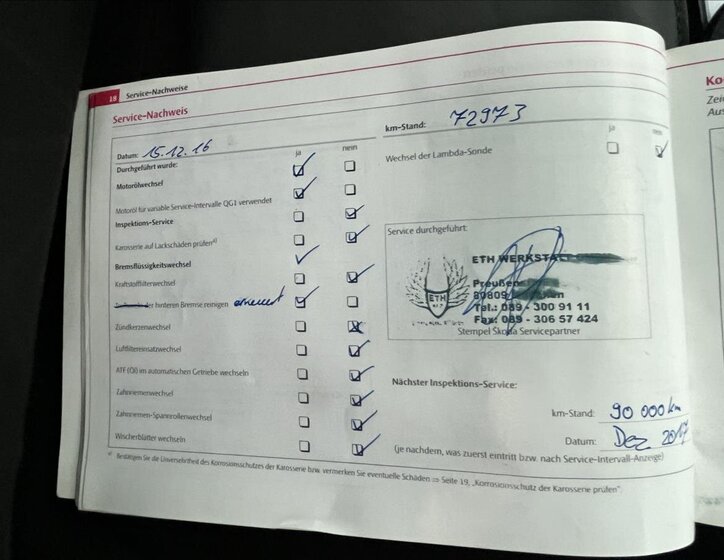 18 Service-Nachweise
Service-Nachweis
Datum: 15.12.16
ja nein
Durchgeführt wurde:
Motorölwechsel
Motoröl für variable Service-Intervalle QG1 verwendet
Inspektions-Service
Karosserie auf Lackschäden prüfen a)
Bremsflüssigkeitswechsel
Kraftstofffilterwechsel
der hinteren Bremse reinigen erneuert
Zündkerzenwechsel
Luftfiltereinsatzwechsel
ATF (Öl) im automatischen Getriebe wechseln
Zahnriemenwechsel
Zahnriemen-Spannrollenwechsel
Wischerblätter wechseln
km-Stand: 72973
ja nein
Wechsel der Lambda-Sonde
Service durchgeführt:
ETH WERKSTA
ETH
Preußen
80809
Tel.: 089 - 300 91 11
Fax: 089 - 306 57 424
Stempel Škoda Servicepartner
Nächster Inspektions-Service:
km-Stand: 90 000 km
Datum: Dez 2017
(je nachdem, was zuerst eintritt bzw. nach Service-Intervall-Anzeige)
a) Bestätigen Sie die Unversehrtheit des Korrosionsschutzes der Karosserie bzw. vermerken Sie eventuelle Schäden ⇒ Seite 19, „Korrosionsschutz der Karosserie prüfen“.
Ko
Zei
Aus